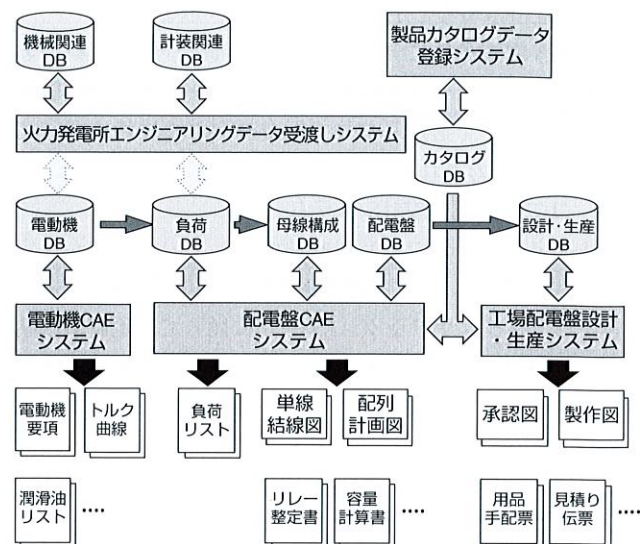 機械関連
DB
計装関連
DB
製品カタログデータ
登録システム
火力発電所エンジニアリングデータ受渡しシステム
カタログ
DB
電動機
DB
負荷
DB
母線構成
DB
配電盤
DB
設計・生産
DB
電動機CAE
システム
配電盤CAE
システム
工場配電盤設計
・生産システム
電動機
要項
トルク
曲線
負荷
リスト
単線
結線図
配列
計画図
承認図
製作図
潤滑油
リスト
····
リレー
整定書
容量
計算書
····
用品
手配票
見積り
伝票
····